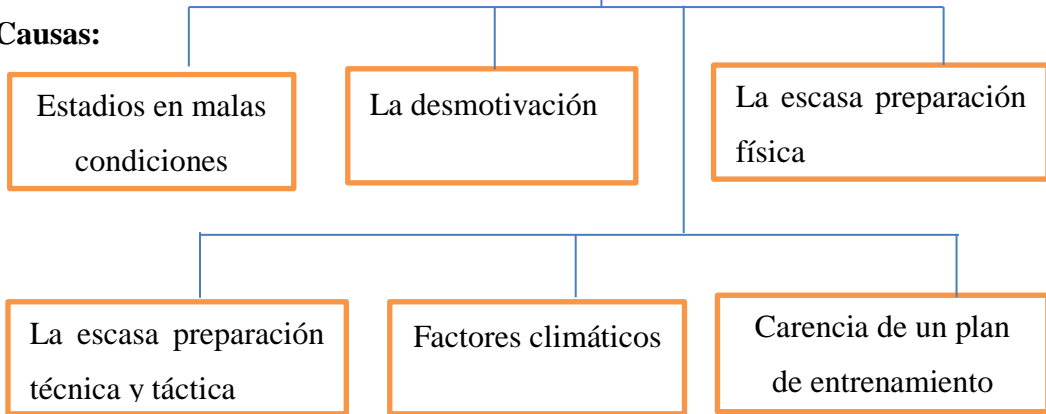 Causas:
Estadios en malas
condiciones
La desmotivación
La escasa preparación
física
La escasa preparación
técnica y táctica
Factores climáticos
Carencia de un plan
de entrenamiento